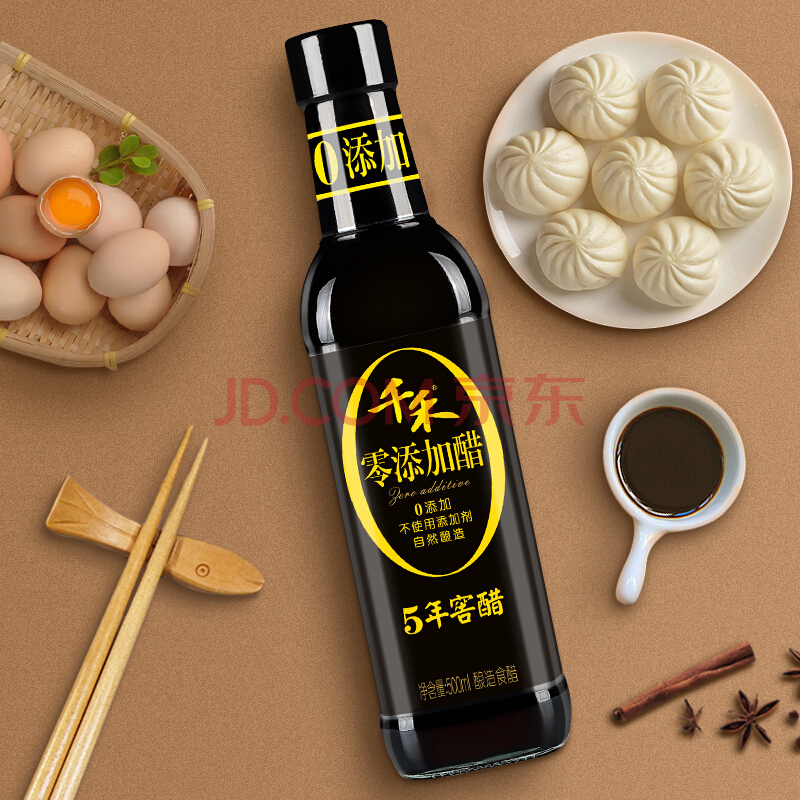 0添加
JD.COM 京东
千禾®
零添加醋
Zero additive
0添加
不使用添加剂
自然酿造
5年窖醋
净含量:500ml 酿造食醋